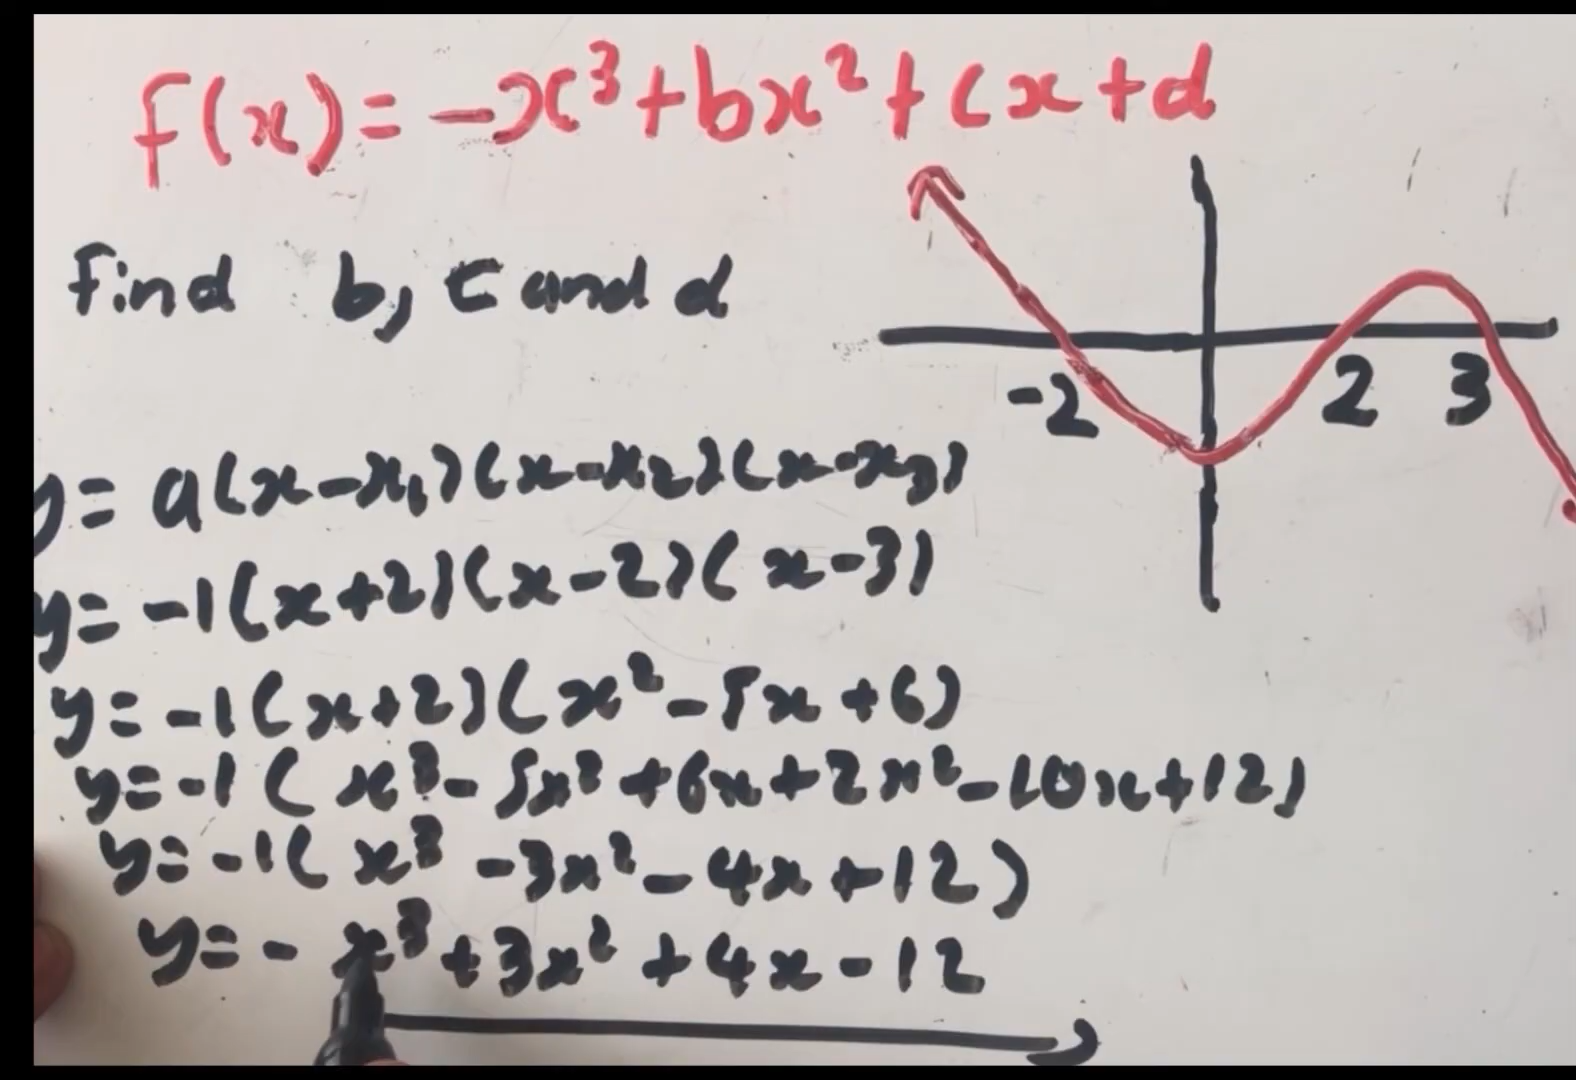 f(x) = -x³ + bx² + cx + d
Find b, c and d
-2 2 3
y = a(x-x₁)(x-x₂)(x-x₃)
y = -1(x+2)(x-2)(x-3)
y = -1(x+2)(x²-5x+6)
y = -1(x³-5x²+6x+2x²-10x+12)
y = -1(x³-3x²-4x+12)
y = -x³+3x²+4x-12